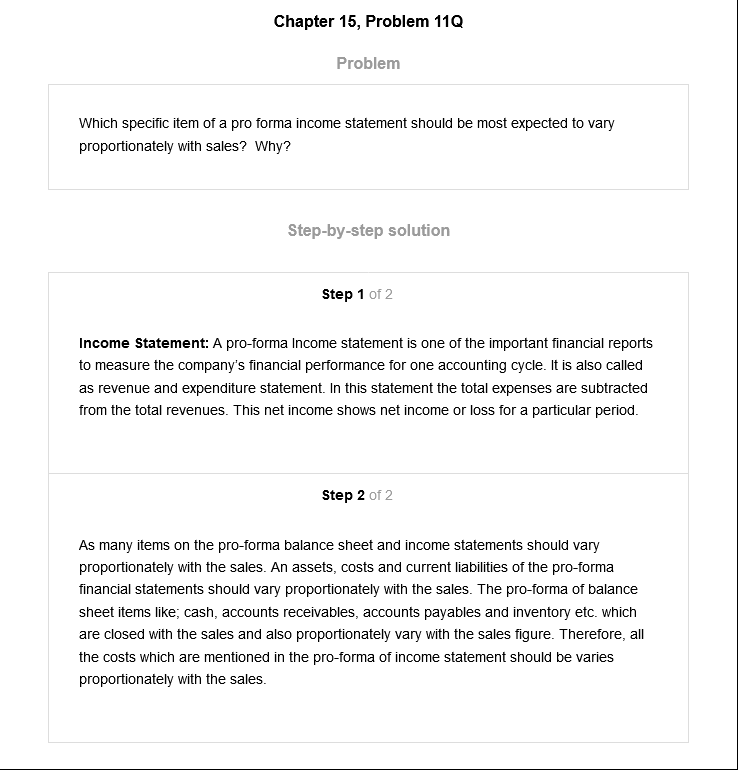 Chapter 15, Problem 11Q
Problem
Which specific item of a pro forma income statement should be most expected to vary
proportionately with sales?  Why?
Step-by-step solution
Step 1 of 2
Income Statement: A pro-forma Income statement is one of the important financial reports
to measure the company's financial performance for one accounting cycle. It is also called
as revenue and expenditure statement. In this statement the total expenses are subtracted
from the total revenues. This net income shows net income or loss for a particular period.
Step 2 of 2
As many items on the pro-forma balance sheet and income statements should vary
proportionately with the sales. An assets, costs and current liabilities of the pro-forma
financial statements should vary proportionately with the sales. The pro-forma of balance
sheet items like; cash, accounts receivables, accounts payables and inventory etc. which
are closed with the sales and also proportionately vary with the sales figure. Therefore, all
the costs which are mentioned in the pro-forma of income statement should be varies
proportionately with the sales.